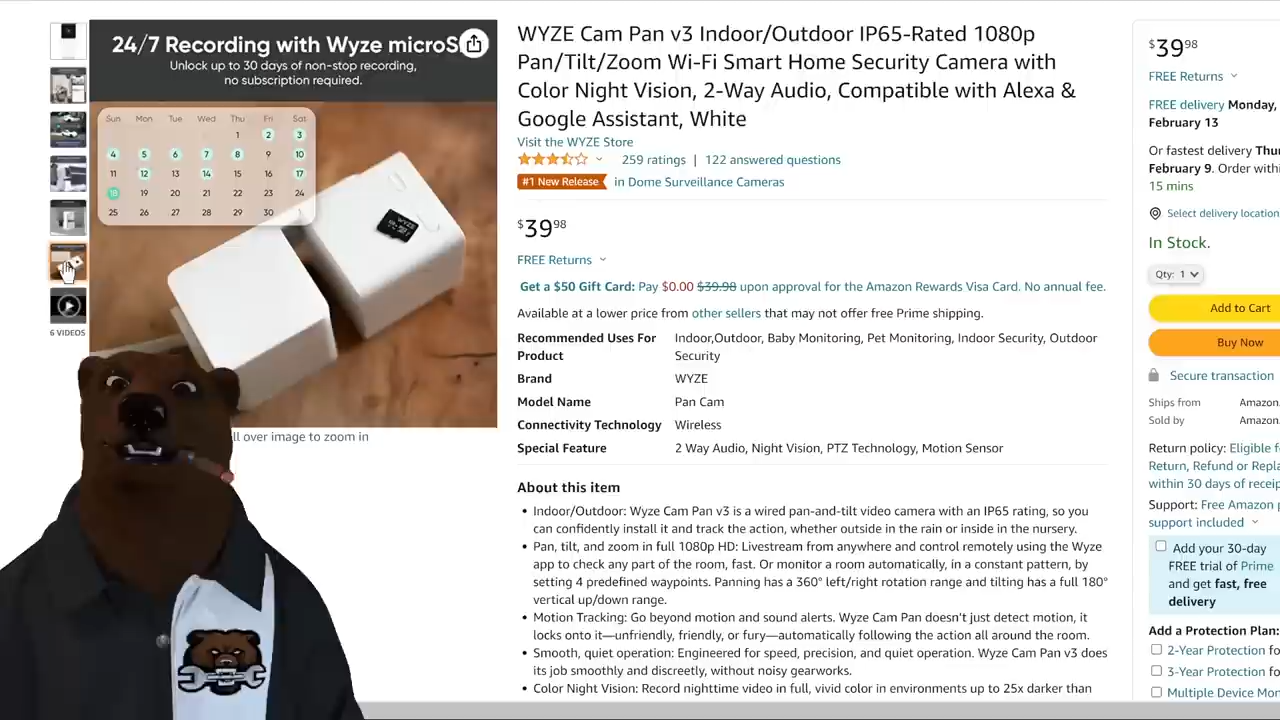 24/7 Recording with Wyze microS
Unlock up to 30 days of non-stop recording,
no subscription required.
Sun Mon Tue Wed Thu Fri Sat
1 2 3
4 5 6 7 8 9 10
11 12 13 14 15 16 17
18 19 20 21 22 23 24
25 26 27 28 29 30 1
WYZE
6 VIDEOS
ll over image to zoom in
WYZE Cam Pan v3 Indoor/Outdoor IP65-Rated 1080p
Pan/Tilt/Zoom Wi-Fi Smart Home Security Camera with
Color Night Vision, 2-Way Audio, Compatible with Alexa &
Google Assistant, White
Visit the WYZE Store
259 ratings | 122 answered questions
#1 New Release in Dome Surveillance Cameras
$39 98
FREE Returns
Get a $50 Gift Card: Pay $0.00 $39.98 upon approval for the Amazon Rewards Visa Card. No annual fee.
Available at a lower price from other sellers that may not offer free Prime shipping.
Recommended Uses For Product Indoor,Outdoor, Baby Monitoring, Pet Monitoring, Indoor Security, Outdoor Security
Brand WYZE
Model Name Pan Cam
Connectivity Technology Wireless
Special Feature 2 Way Audio, Night Vision, PTZ Technology, Motion Sensor
About this item
• Indoor/Outdoor: Wyze Cam Pan v3 is a wired pan-and-tilt video camera with an IP65 rating, so you
can confidently install it and track the action, whether outside in the rain or inside in the nursery.
• Pan, tilt, and zoom in full 1080p HD: Livestream from anywhere and control remotely using the Wyze
app to check any part of the room, fast. Or monitor a room automatically, in a constant pattern, by
setting 4 predefined waypoints. Panning has a 360° left/right rotation range and tilting has a full 180°
vertical up/down range.
• Motion Tracking: Go beyond motion and sound alerts. Wyze Cam Pan doesn't just detect motion, it
locks onto it—unfriendly, friendly, or fury—automatically following the action all around the room.
• Smooth, quiet operation: Engineered for speed, precision, and quiet operation. Wyze Cam Pan v3 does
its job smoothly and discreetly, without noisy gearworks.
• Color Night Vision: Record nighttime video in full, vivid color in environments up to 25x darker than
$39 98
FREE Returns
FREE delivery Monday,
February 13
Or fastest delivery Thu
February 9. Order withi
15 mins
Select delivery location
In Stock.
Qty: 1
Add to Cart
Buy Now
Secure transaction
Ships from Amazon.
Sold by Amazon.
Return policy: Eligible f
Return, Refund or Repla
within 30 days of receip
Support: Free Amazon p
support included
Add your 30-day
FREE trial of Prime
and get fast, free
delivery
Add a Protection Plan:
2-Year Protection fo
3-Year Protection fo
Multiple Device Mon